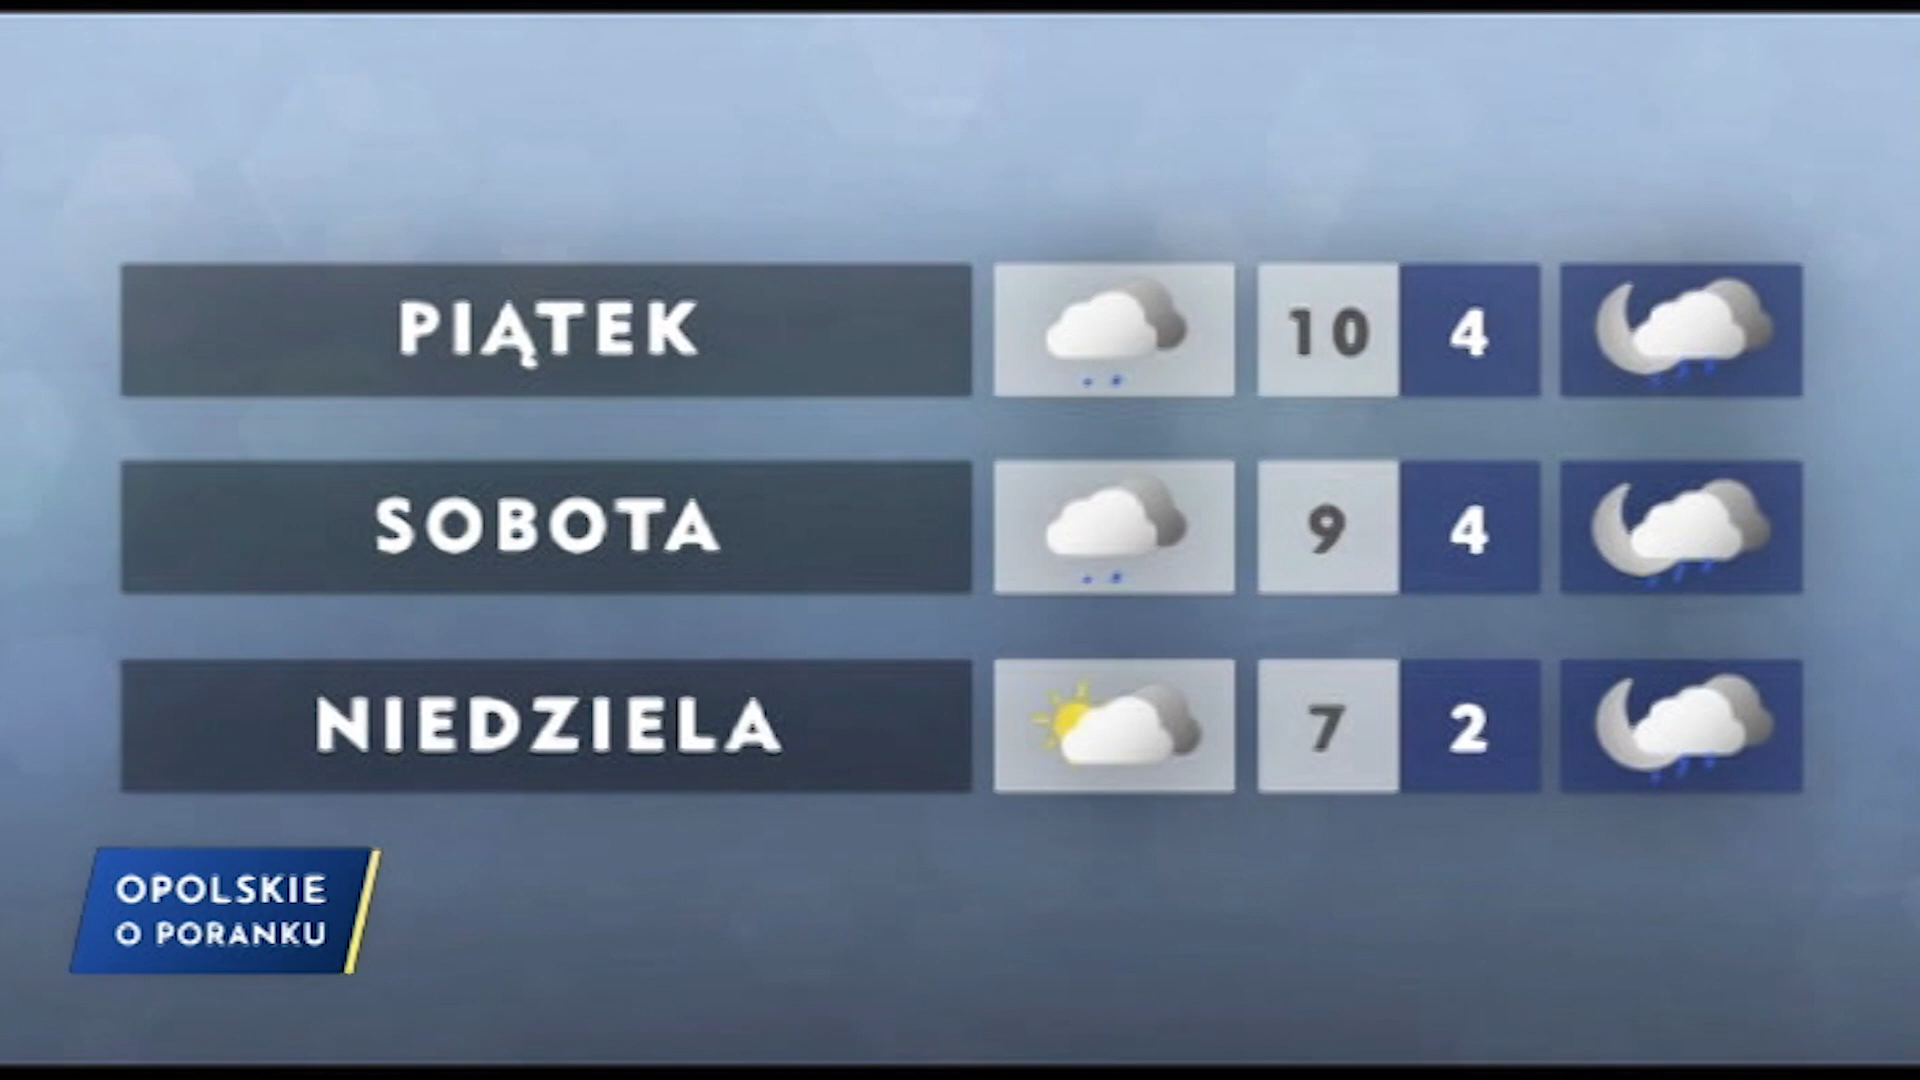 PIĄTEK 10 4
SOBOTA 9 4
NIEDZIELA 7 2
OPOLSKIE
O PORANKU